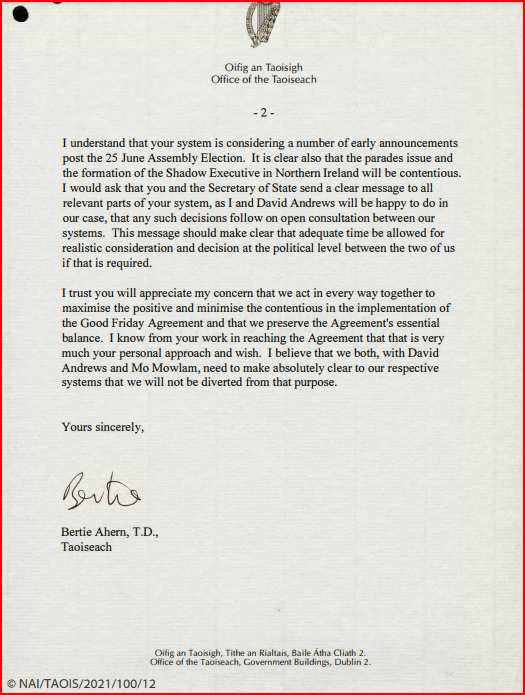 Oifig an Taoisigh
Office of the Taoiseach
- 2 -
I understand that your system is considering a number of early announcements
post the 25 June Assembly Election.  It is clear also that the parades issue and
the formation of the Shadow Executive in Northern Ireland will be contentious.
I would ask that you and the Secretary of State send a clear message to all
relevant parts of your system, as I and David Andrews will be happy to do in
our case, that any such decisions follow on open consultation between our
systems.  This message should make clear that adequate time be allowed for
realistic consideration and decision at the political level between the two of us
if that is required.
I trust you will appreciate my concern that we act in every way together to
maximise the positive and minimise the contentious in the implementation of
the Good Friday Agreement and that we preserve the Agreement's essential
balance.  I know from your work in reaching the Agreement that that is very
much your personal approach and wish.  I believe that we both, with David
Andrews and Mo Mowlam, need to make absolutely clear to our respective
systems that we will not be diverted from that purpose.
Yours sincerely,
Bertie
Bertie Ahern, T.D.,
Taoiseach
Oifig an Taoisigh, Tithe an Rialtais, Baile Átha Cliath 2.
Office of the Taoiseach, Government Buildings, Dublin 2.
© NAI/TAOIS/2021/100/12